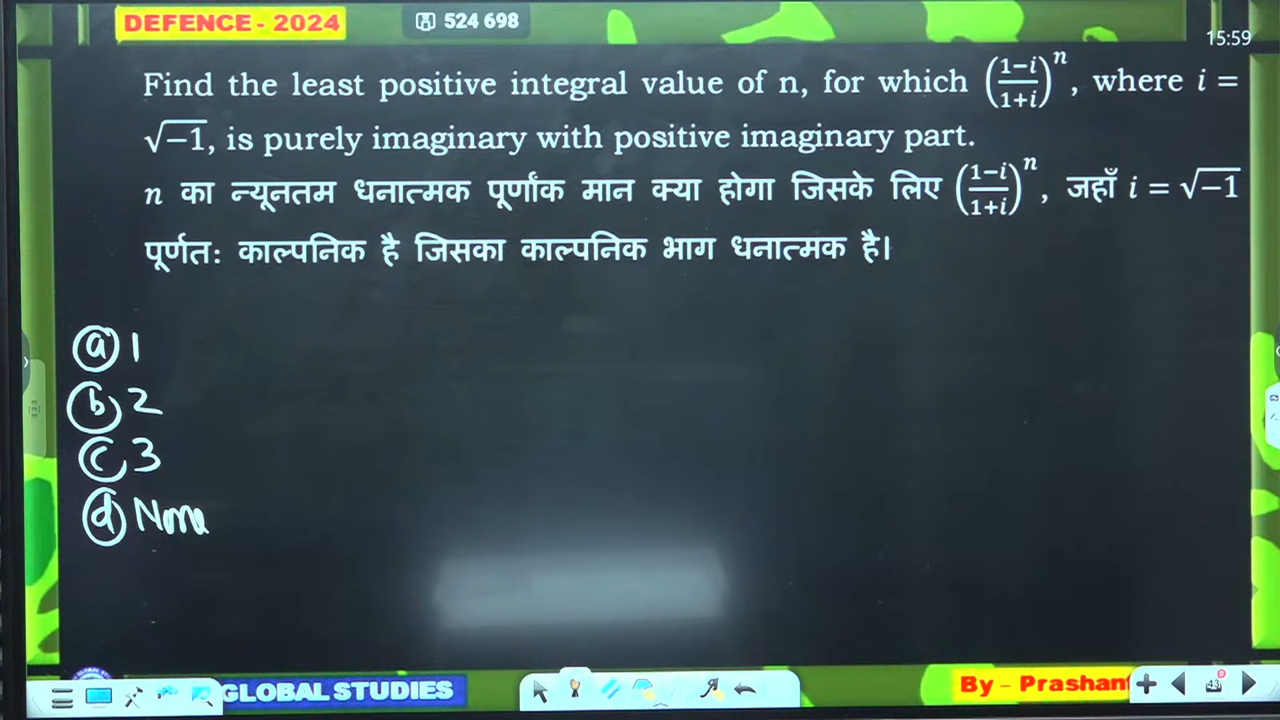 DEFENCE - 2024
524 698
15:59
Find the least positive integral value of n, for which (1−i/1+i)^n, where i =
√−1, is purely imaginary with positive imaginary part.
n का न्यूनतम धनात्मक पूर्णांक मान क्या होगा जिसके लिए (1−i/1+i)^n, जहाँ i = √−1
पूर्णत: काल्पनिक है जिसका काल्पनिक भाग धनात्मक है।
(a) 1
(b) 2
(c) 3
(d) None
GLOBAL STUDIES
By - Prashant
43